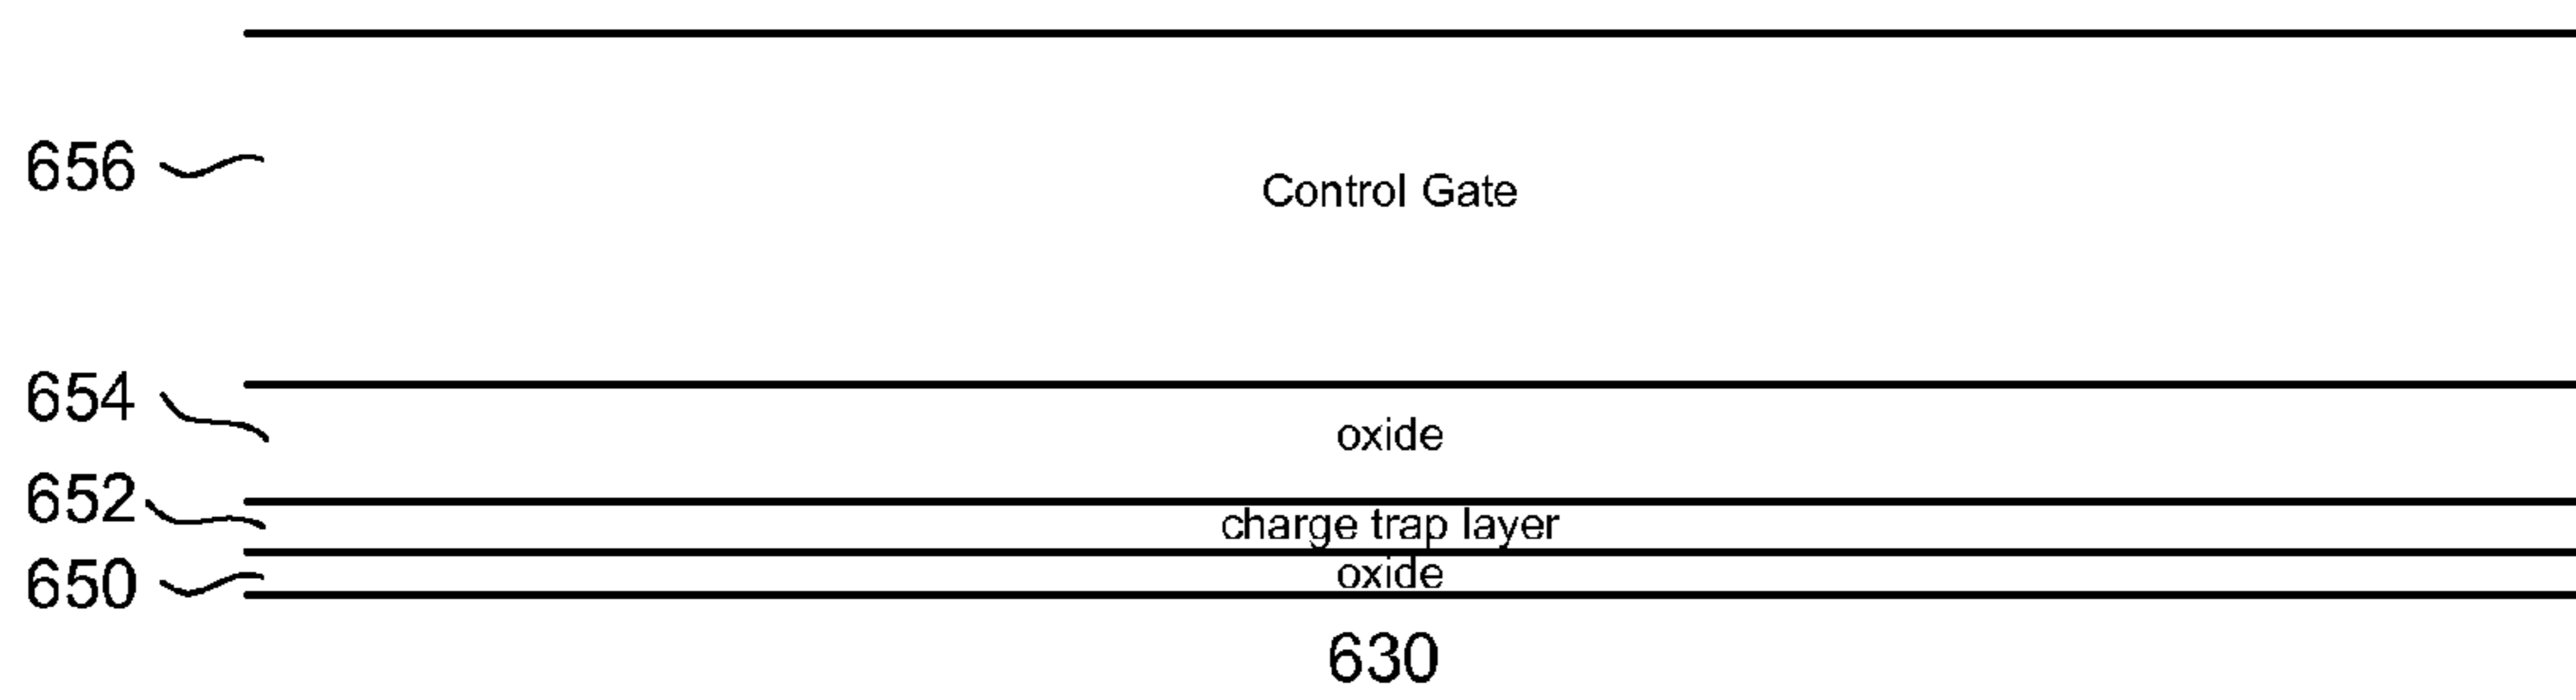 656
Control Gate
654
oxide
652
charge trap layer
650
oxide
630